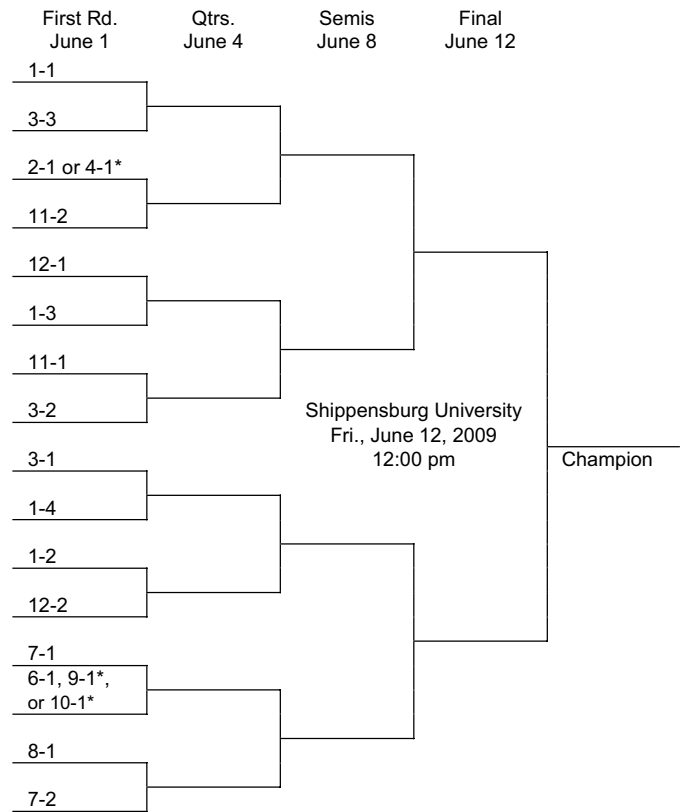 First Rd. Qtrs. Semis Final
June 1 June 4 June 8 June 12
1-1
3-3
2-1 or 4-1*
11-2
12-1
1-3
11-1
3-2
Shippensburg University
Fri., June 12, 2009
12:00 pm
3-1
Champion
1-4
1-2
12-2
7-1
6-1, 9-1*,
or 10-1*
8-1
7-2